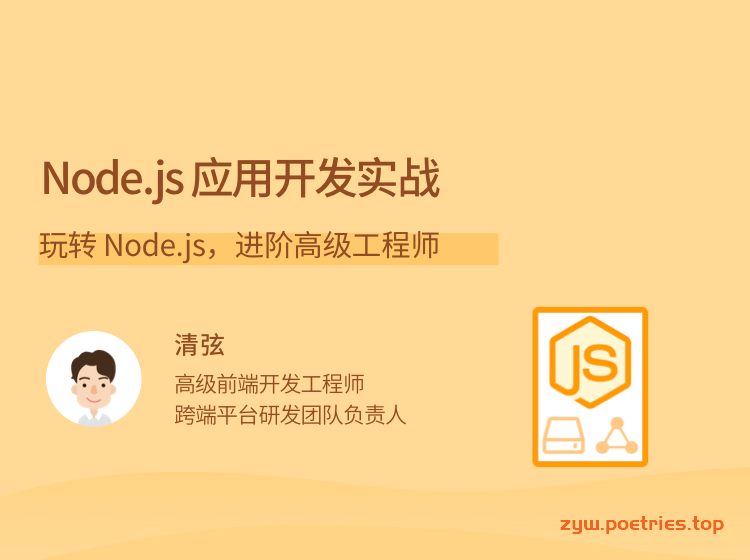 Node.js 应用开发实战
玩转 Node.js，进阶高级工程师
清弦
高级前端开发工程师
跨端平台研发团队负责人
JS
zyw.poetries.top